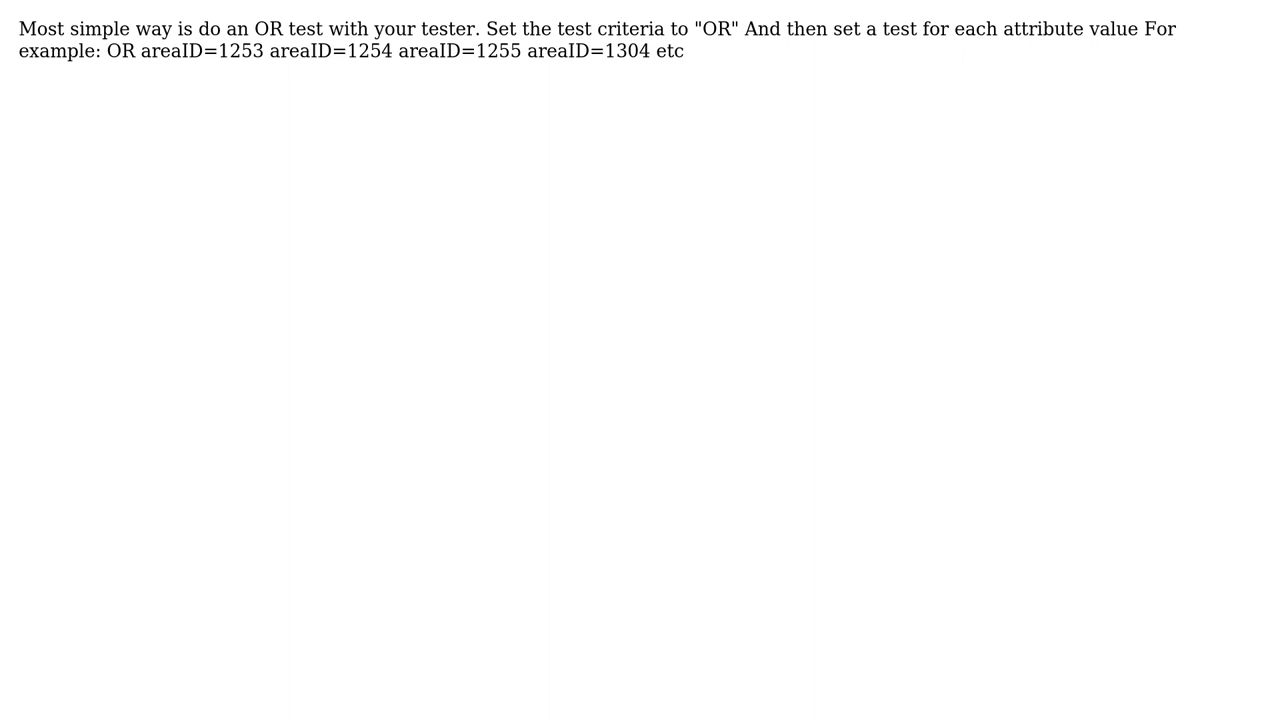 Most simple way is do an OR test with your tester. Set the test criteria to "OR" And then set a test for each attribute value For
example: OR areaID=1253 areaID=1254 areaID=1255 areaID=1304 etc